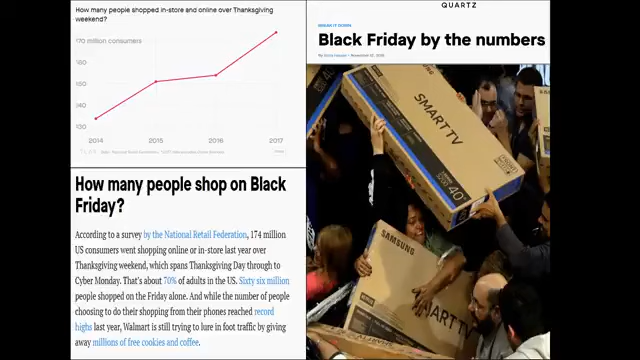 How many people shopped in-store and online over Thanksgiving
weekend?
170 million consumers
150
140
130
2014
2015
2016
2017
How many people shop on Black
Friday?
According to a survey by the National Retail Federation, 174 million
US consumers went shopping online or in-store last year over
Thanksgiving weekend, which spans Thanksgiving Day through to
Cyber Monday. That's about 70% of adults in the US. Sixty six million
people shopped on the Friday alone. And while the number of people
choosing to do their shopping from their phones reached record
highs last year, Walmart is still trying to lure in foot traffic by giving
away millions of free cookies and coffee.
QUARTZ
BREAK IT DOWN
Black Friday by the numbers
SMART TV
40"
SAMSUNG
SMART TV